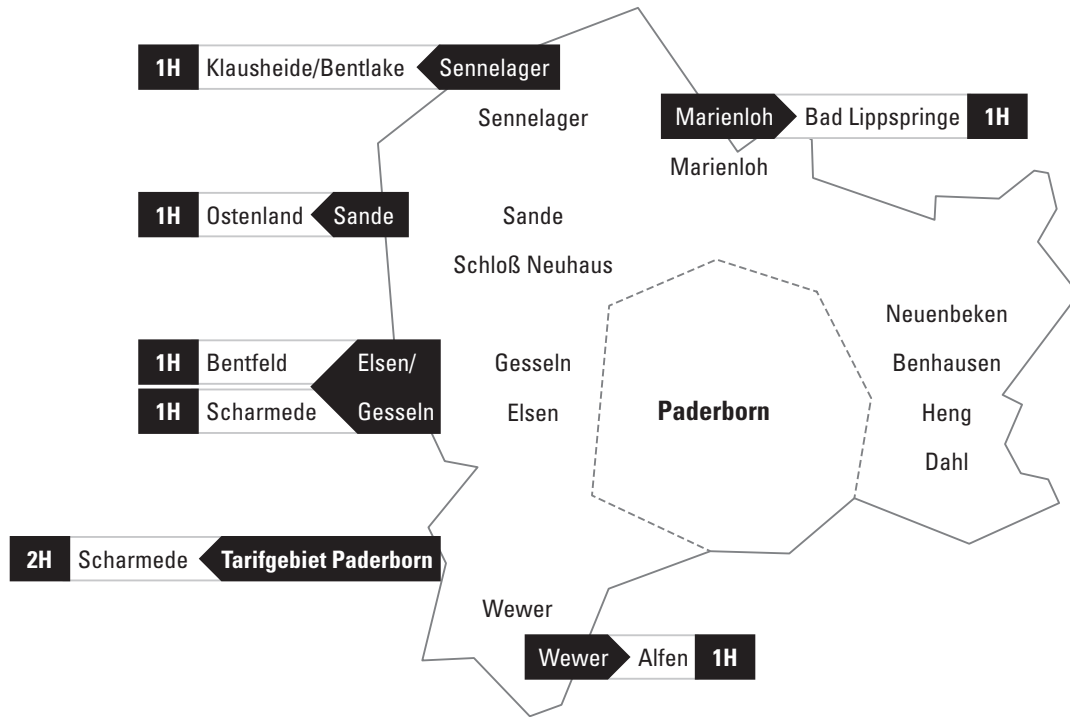 1H Klausheide/Bentlake Sennelager
Sennelager
Marienloh Bad Lippspringe 1H
Marienloh
1H Ostenland Sande
Sande
Schloß Neuhaus
Neuenbeken
1H Bentfeld Elsen/
1H Scharmede Gesseln
Gesseln
Elsen
Paderborn
Benhausen
Heng
Dahl
2H Scharmede Tarifgebiet Paderborn
Wewer
Wewer Alfen 1H